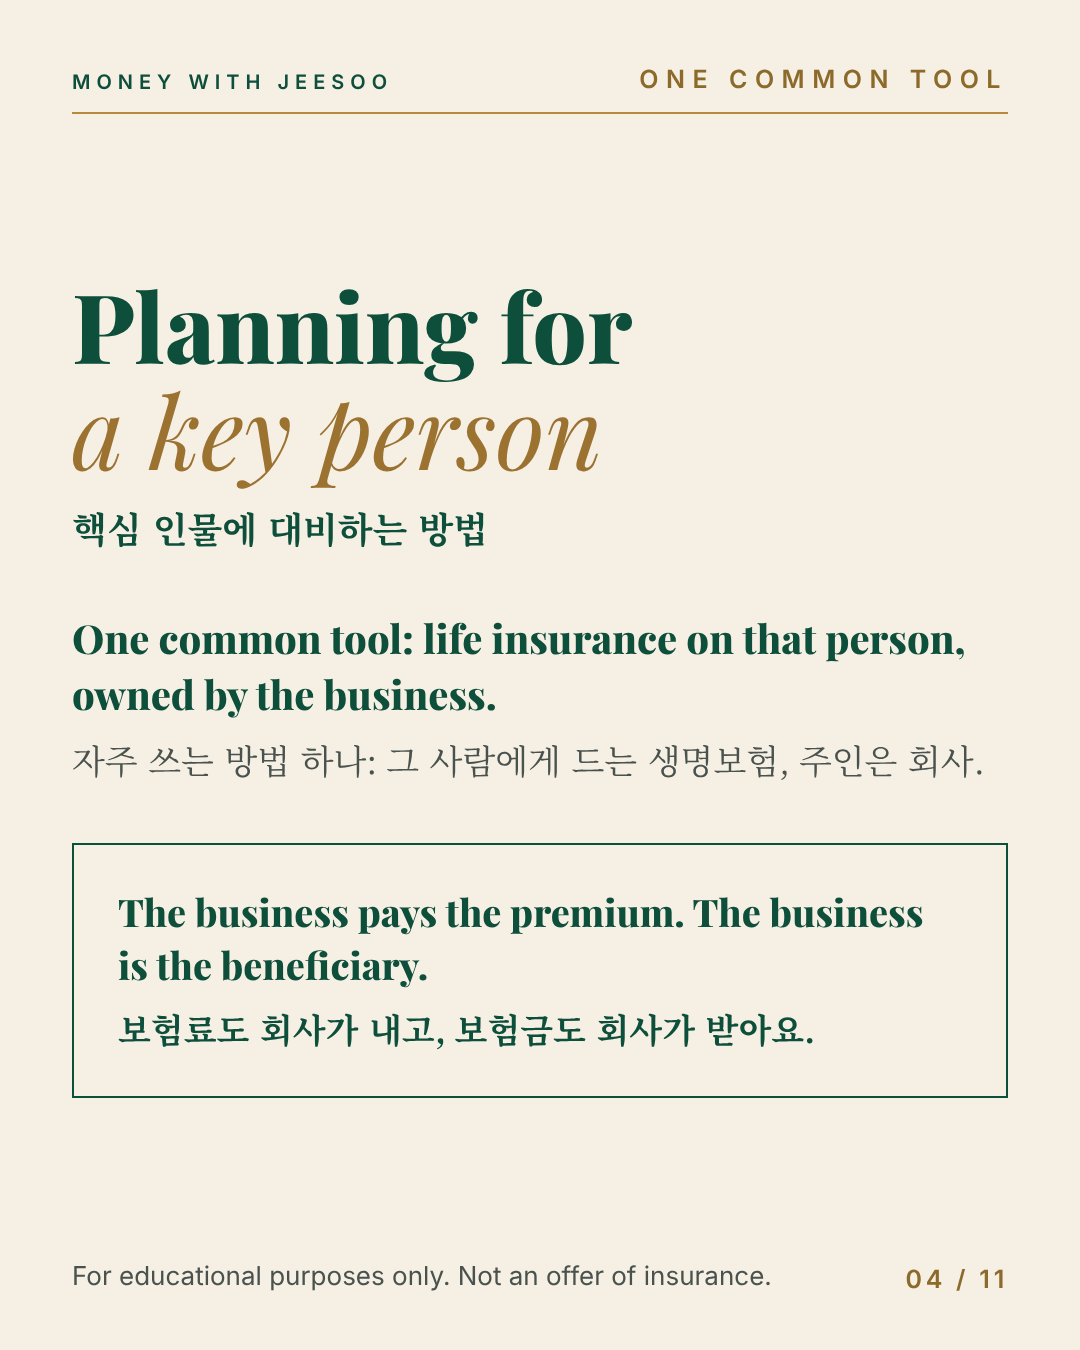 MONEY WITH JEESOO
ONE COMMON TOOL
Planning for
a key person
핵심 인물에 대비하는 방법
One common tool: life insurance on that person,
owned by the business.
자주 쓰는 방법 하나: 그 사람에게 드는 생명보험, 주인은 회사.
The business pays the premium. The business
is the beneficiary.
보험료도 회사가 내고, 보험금도 회사가 받아요.
For educational purposes only. Not an offer of insurance.
04 / 11